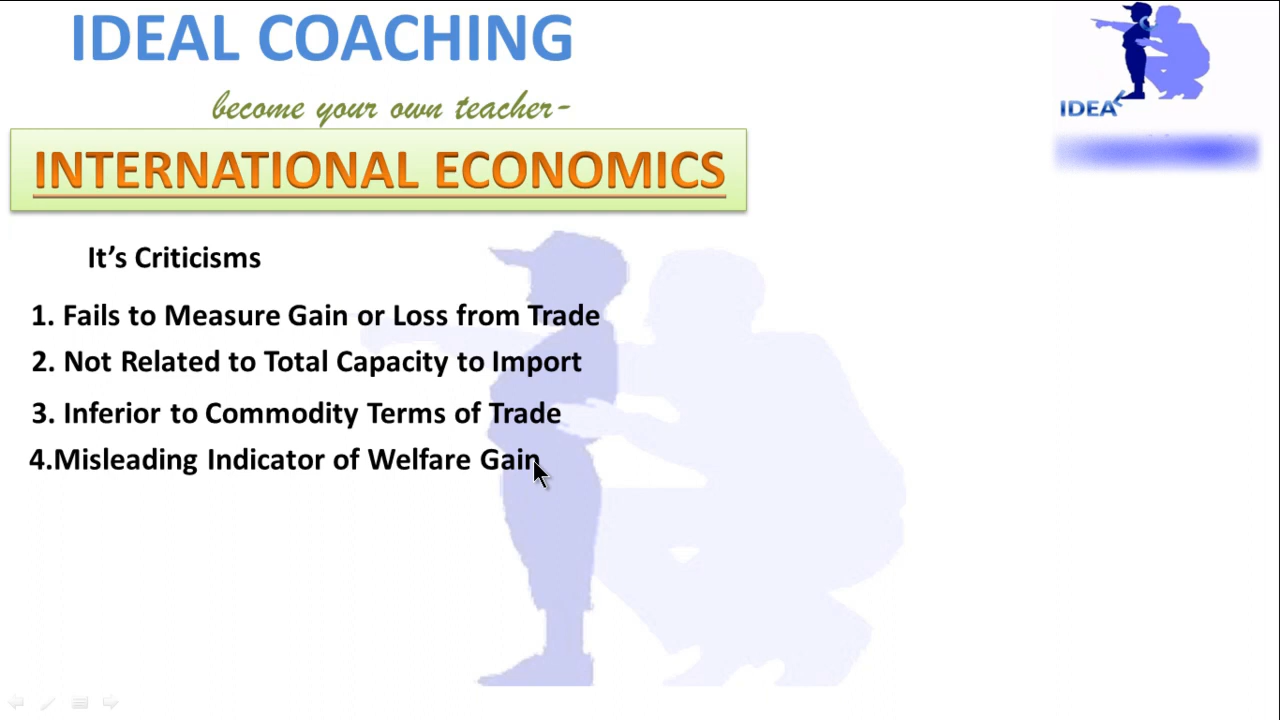 IDEAL COACHING
become your own teacher-
IDEA
INTERNATIONAL ECONOMICS
It's Criticisms
1. Fails to Measure Gain or Loss from Trade
2. Not Related to Total Capacity to Import
3. Inferior to Commodity Terms of Trade
4.Misleading Indicator of Welfare Gain